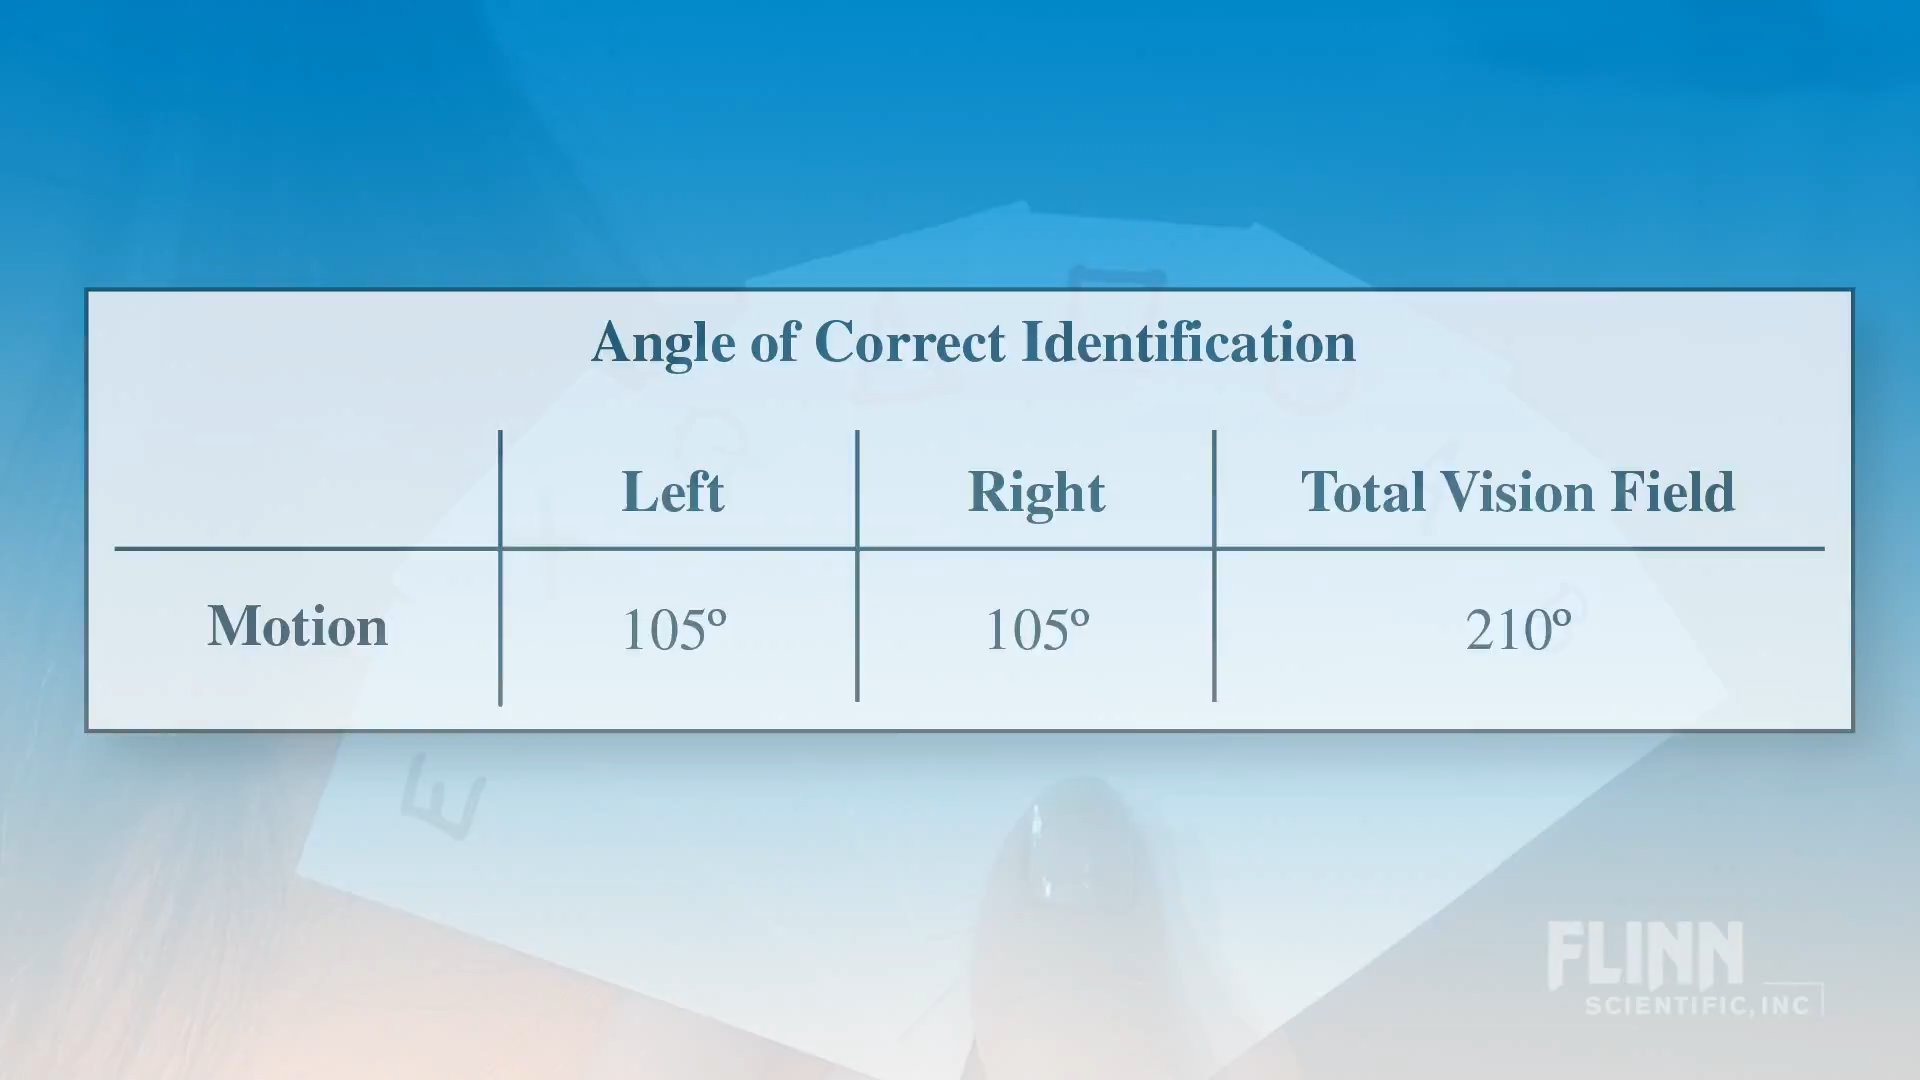 Angle of Correct Identification
Left Right Total Vision Field
Motion 105º 105º 210º
E
FLINN
SCIENTIFIC, INC